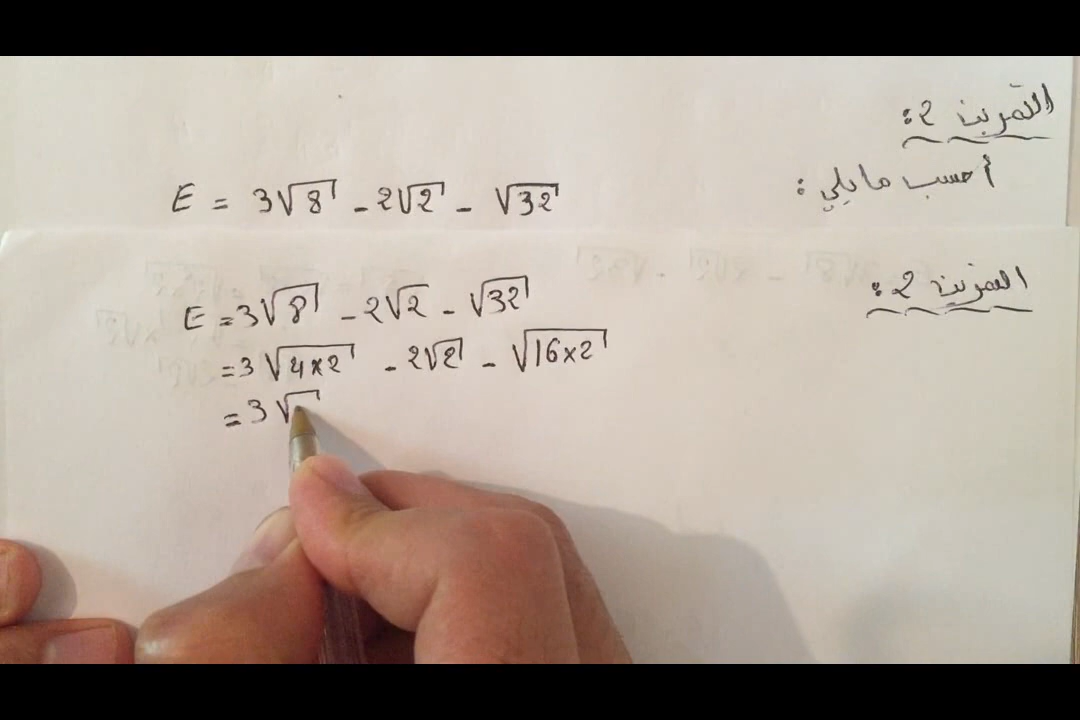 التمرين 2:
أحسب ما يلي:
E = 3√8 - 2√2 - √32
التمرين 2:
E = 3√8 - 2√2 - √32
= 3√4×2 - 2√2 - √16×2
= 3√